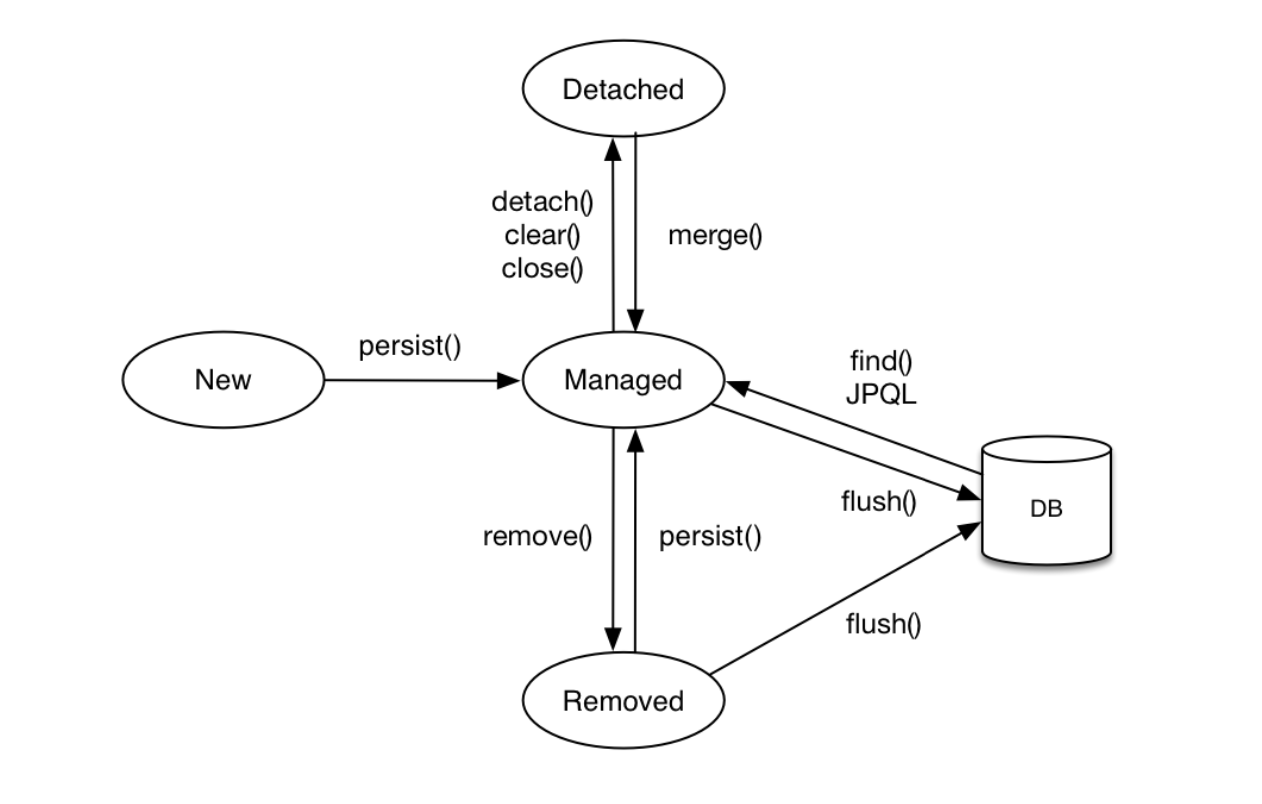 Detached
detach()
clear()
close()
merge()
persist()
New
Managed
find()
JPQL
flush()
DB
remove()
persist()
flush()
Removed